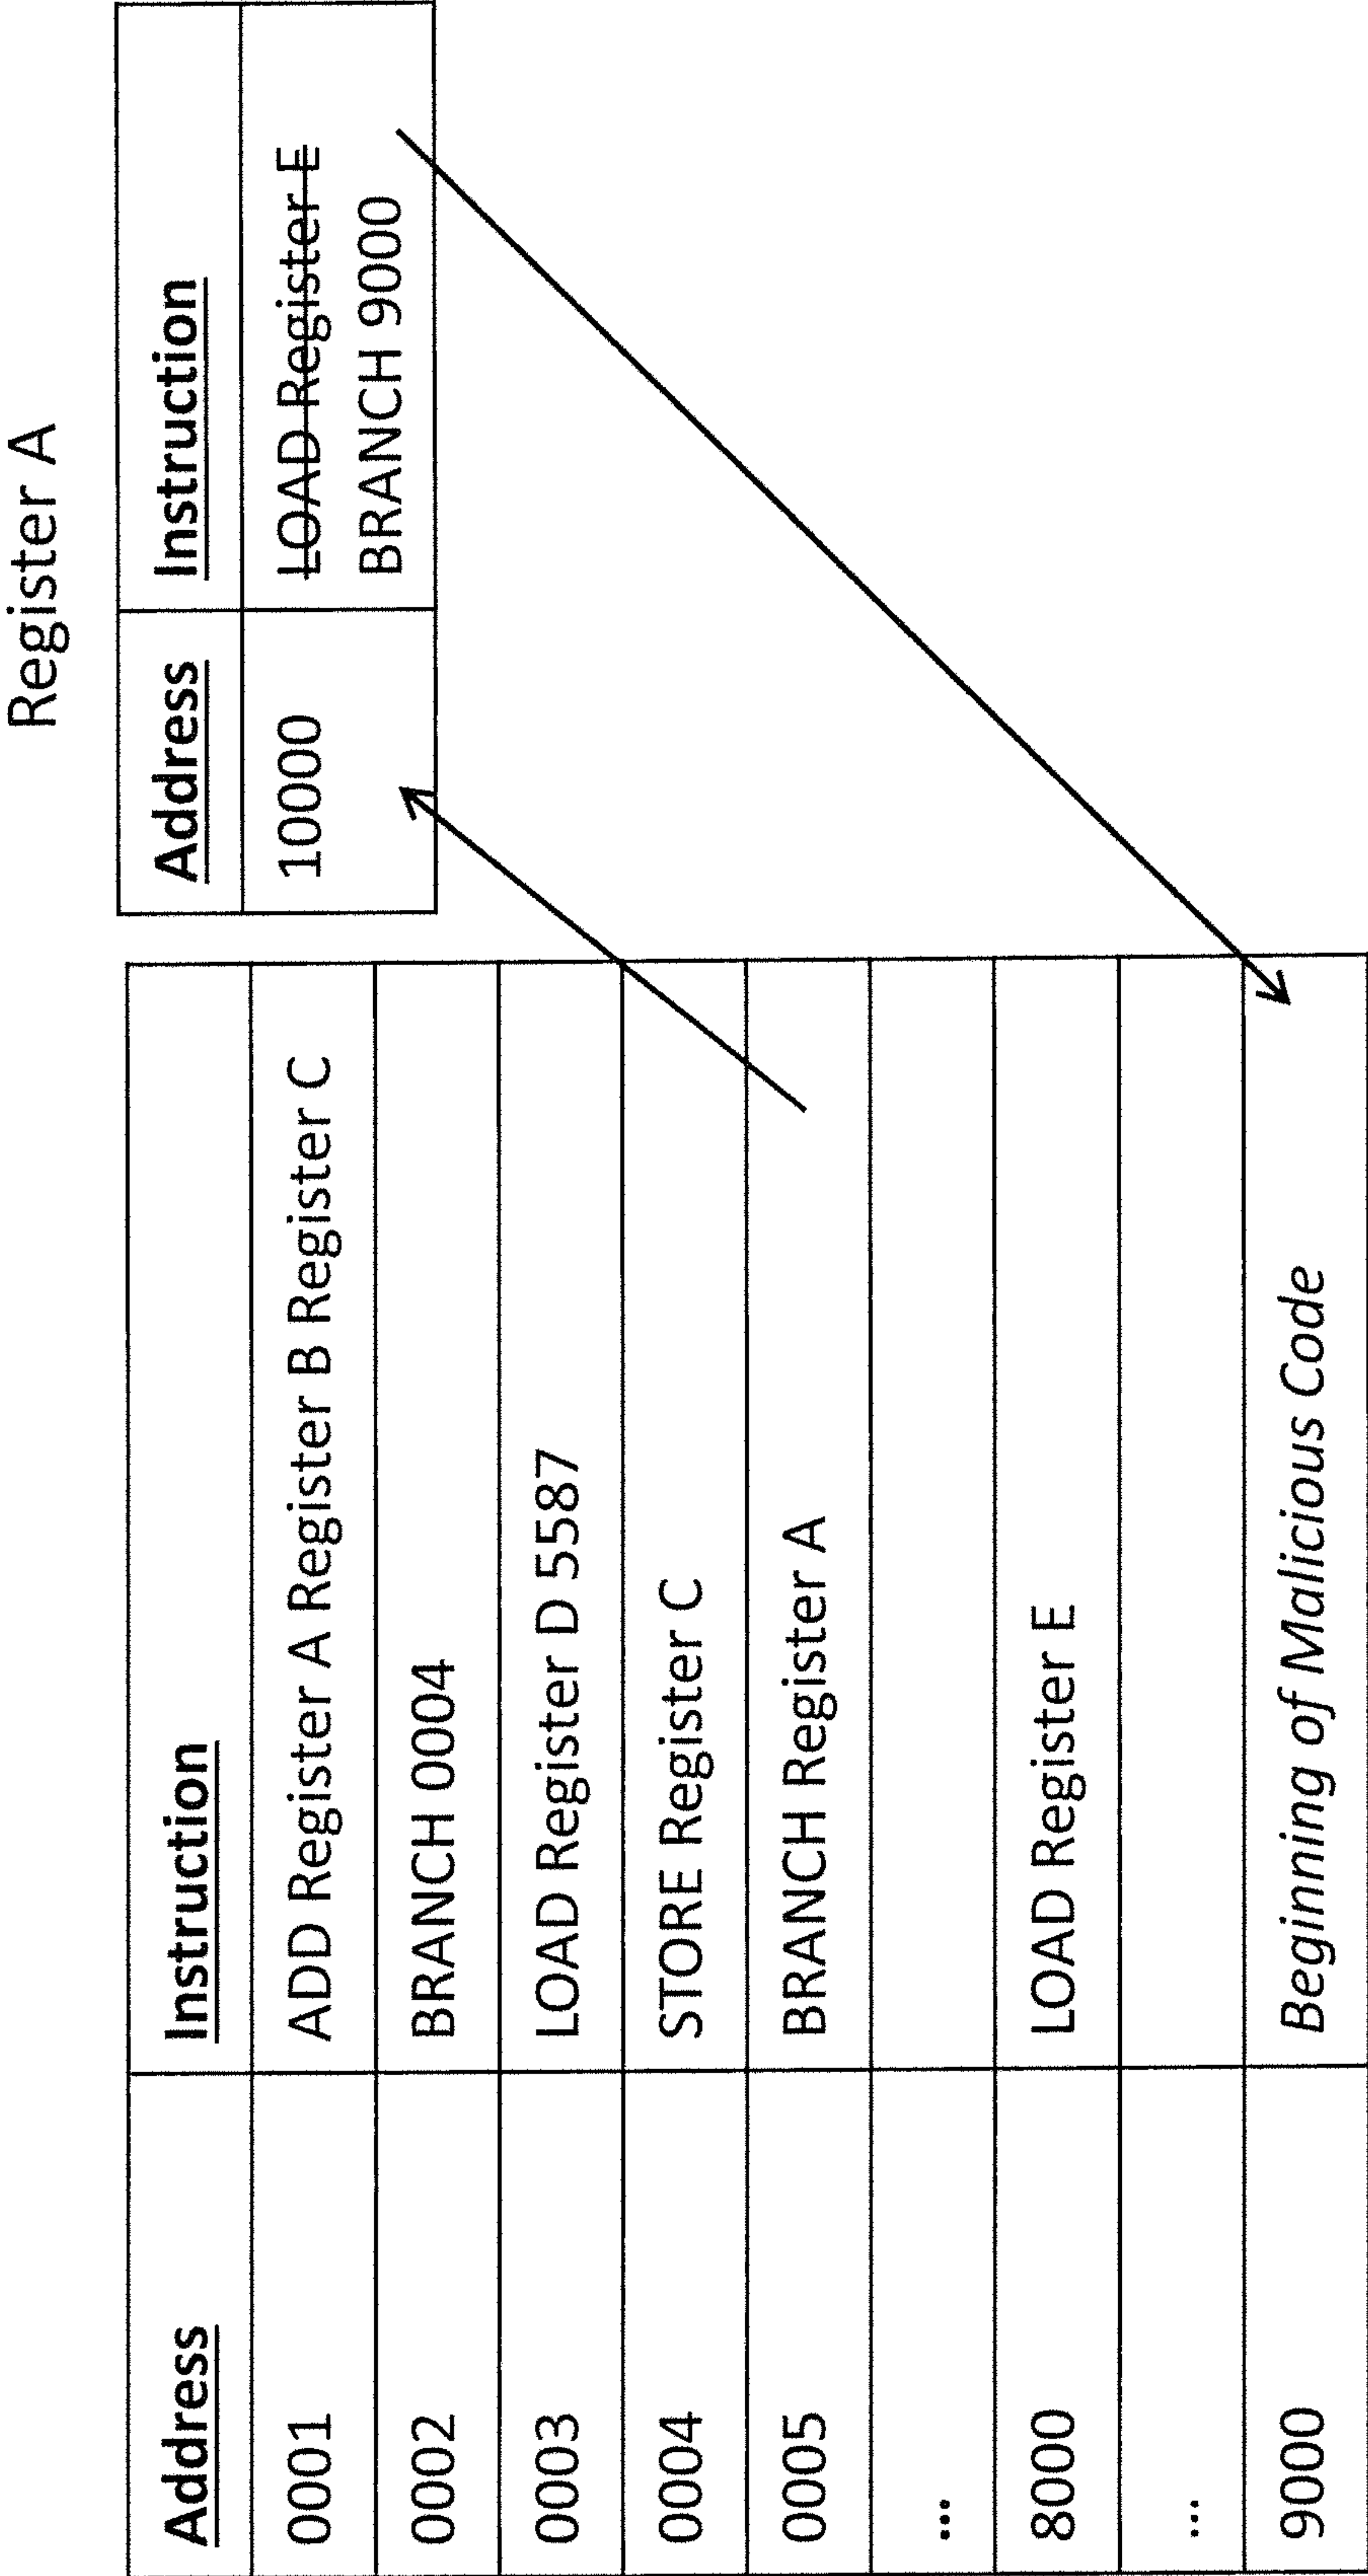 Register A
Address Instruction
10000 LOAD Register E
BRANCH 9000
Address Instruction
0001 ADD Register A Register B Register C
0002 BRANCH 0004
0003 LOAD Register D 5587
0004 STORE Register C
0005 BRANCH Register A
...
8000 LOAD Register E
...
9000 Beginning of Malicious Code